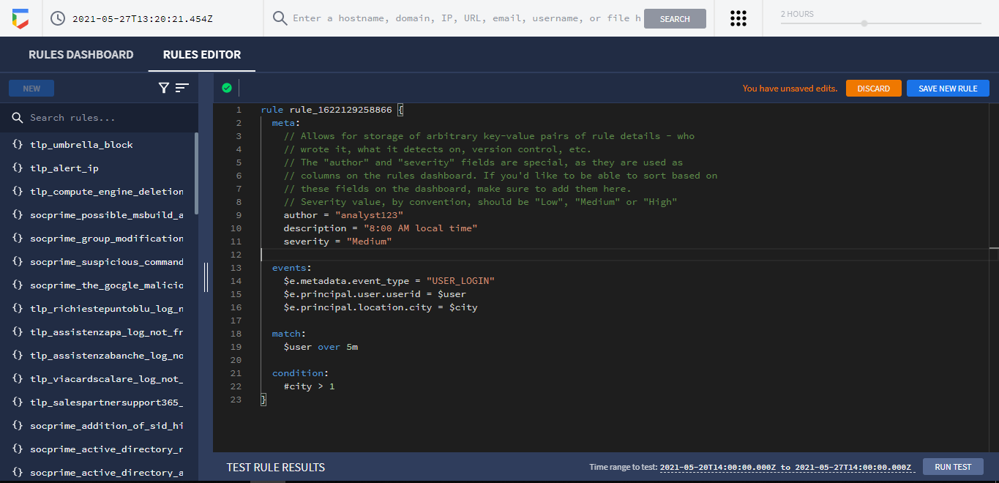 2021-05-27T13:20:21.454Z
Enter a hostname, domain, IP, URL, email, username, or file h
SEARCH
2 HOURS
RULES DASHBOARD
RULES EDITOR
NEW
You have unsaved edits.
DISCARD
SAVE NEW RULE
Search rules...
{} tlp_umbrella_block
{} tlp_alert_ip
{} tlp_compute_engine_deletion
{} socprime_possible_msbuild_a
{} socprime_group_modification
{} socprime_suspicious_command
{} socprime_the_gocgle_malicio
{} tlp_richiestepuntoblu_log_n
{} tlp_assistenzapa_log_not_fr
{} tlp_assistenzabanche_log_no
{} tlp_viacardscalare_log_not_
{} tlp_salespartnersupport365_
{} socprime_addition_of_sid_hi
{} socprime_active_directory_r
{} socprime_active_directory_a
1 rule rule_1622129258866 {
2 meta:
3 // Allows for storage of arbitrary key-value pairs of rule details - who
4 // wrote it, what it detects on, version control, etc.
5 // The "author" and "severity" fields are special, as they are used as
6 // columns on the rules dashboard. If you'd like to be able to sort based on
7 // these fields on the dashboard, make sure to add them here.
8 // Severity value, by convention, should be "Low", "Medium" or "High"
9 author = "analyst123"
10 description = "8:00 AM local time"
11 severity = "Medium"
12
13 events:
14 $e.metadata.event_type = "USER_LOGIN"
15 $e.principal.user.userid = $user
16 $e.principal.location.city = $city
17
18 match:
19 $user over 5m
20
21 condition:
22 #city > 1
23 }
TEST RULE RESULTS
Time range to test: 2021-05-20T14:00:00.000Z to 2021-05-27T14:00:00.000Z
RUN TEST